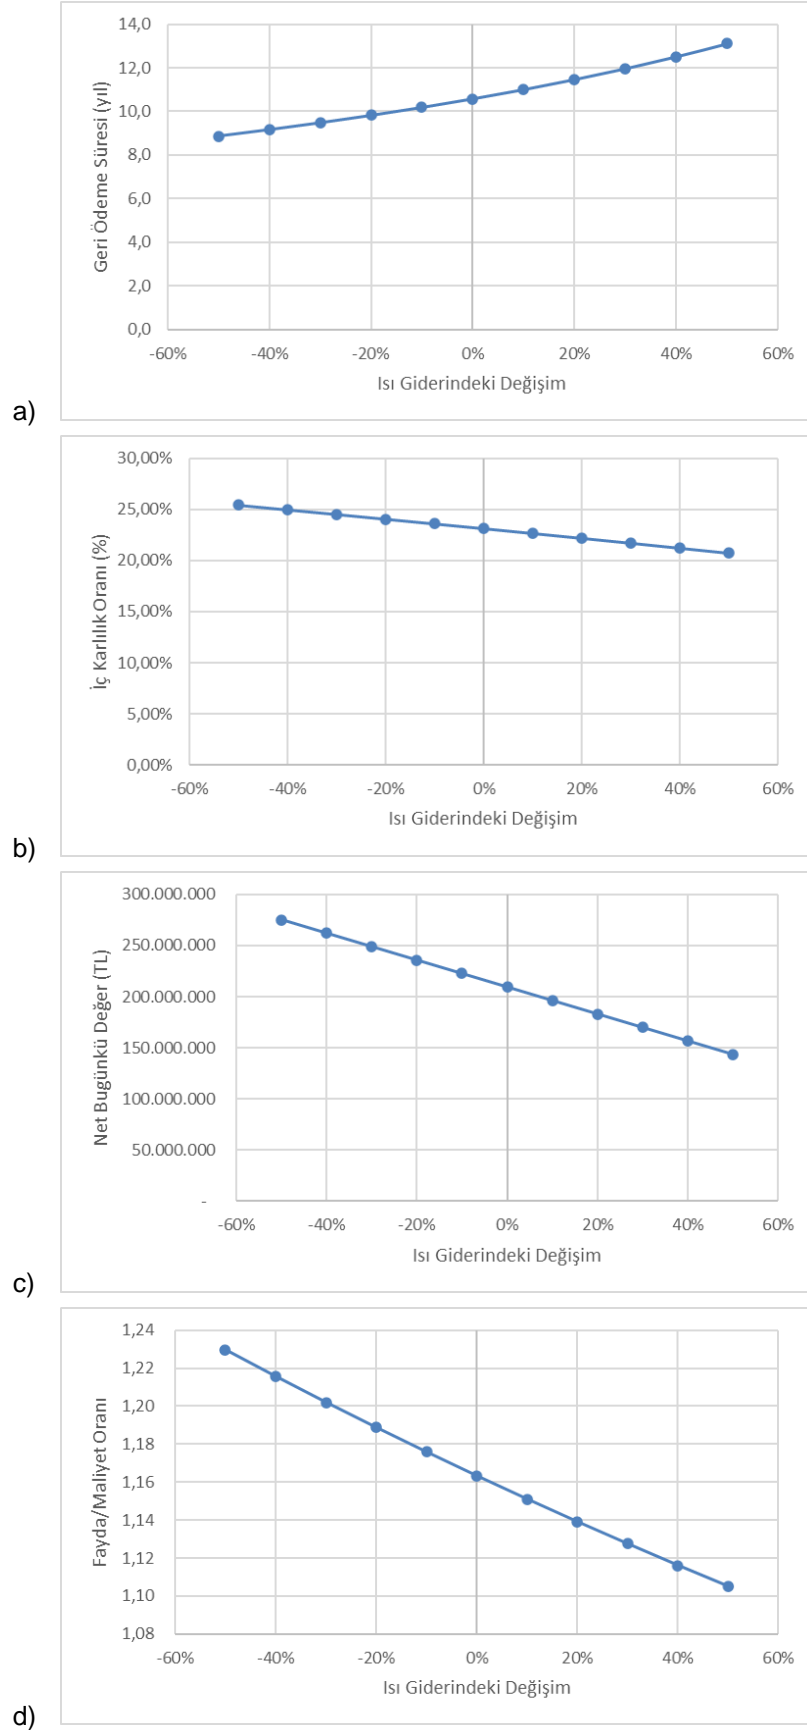 14,0
12,0
10,0
8,0
6,0
4,0
2,0
0,0
Geri Ödeme Süresi (yıl)
-60% -40% -20% 0% 20% 40% 60%
Isı Giderindeki Değişim
a)
30,00%
25,00%
20,00%
15,00%
10,00%
5,00%
0,00%
İç Karlılık Oranı (%)
-60% -40% -20% 0% 20% 40% 60%
Isı Giderindeki Değişim
b)
300.000.000
250.000.000
200.000.000
150.000.000
100.000.000
50.000.000
-
Net Bugünkü Değer (TL)
-60% -40% -20% 0% 20% 40% 60%
Isı Giderindeki Değişim
c)
1,24
1,22
1,20
1,18
1,16
1,14
1,12
1,10
1,08
Fayda/Maliyet Oranı
-60% -40% -20% 0% 20% 40% 60%
Isı Giderindeki Değişim
d)